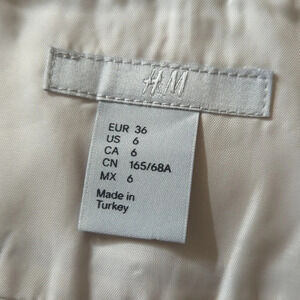 H&M
EUR 36
US 6
CA 6
CN 165/68A
MX 6
Made in
Turkey